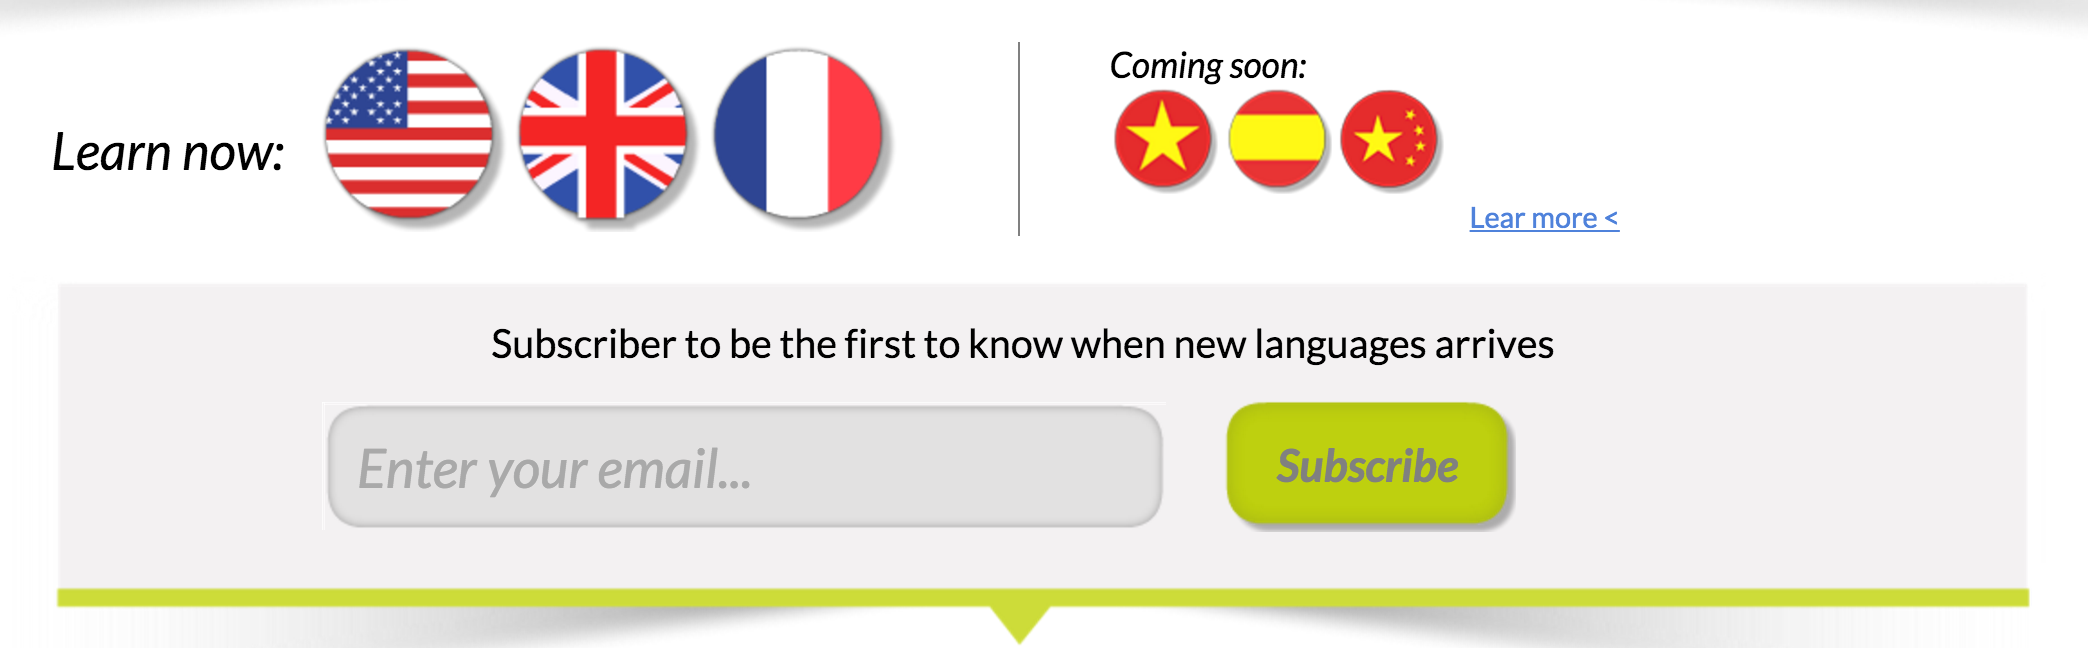 Learn now:
Coming soon:
Lear more <
Subscriber to be the first to know when new languages arrives
Enter your email...
Subscribe